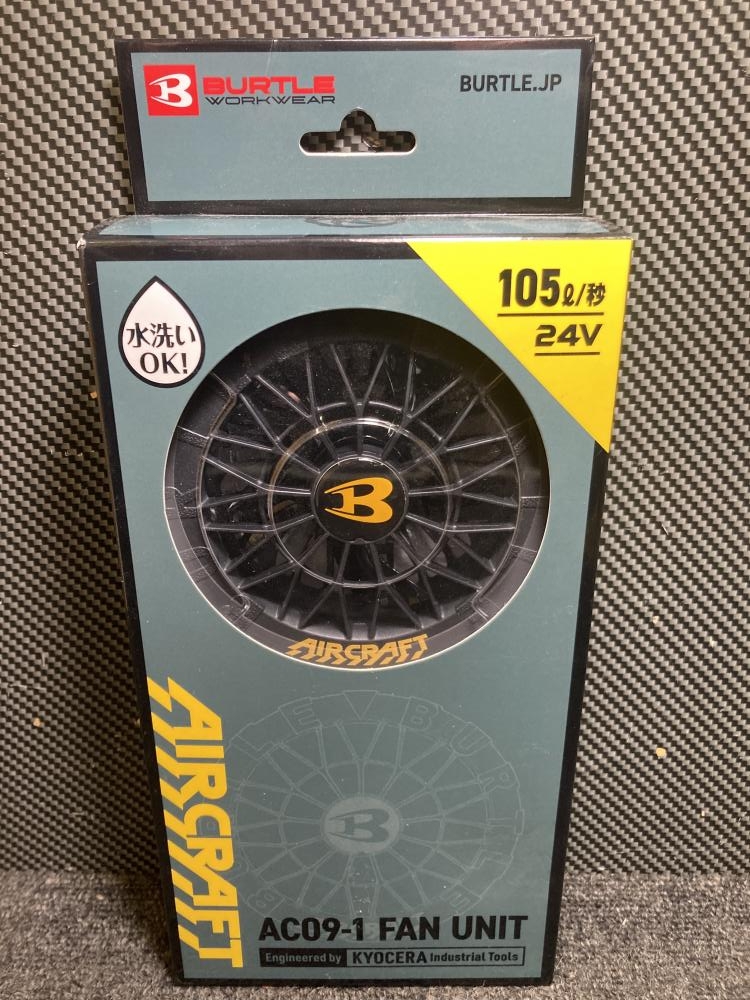 BURTLE
WORKWEAR
BURTLE.JP
105ℓ/秒
24V
水洗い
OK!
B
AIRCRAFT
AIRCRAFT
BURTLE
B
AC09-1 FAN UNIT
Engineered by KYOCERA Industrial Tools